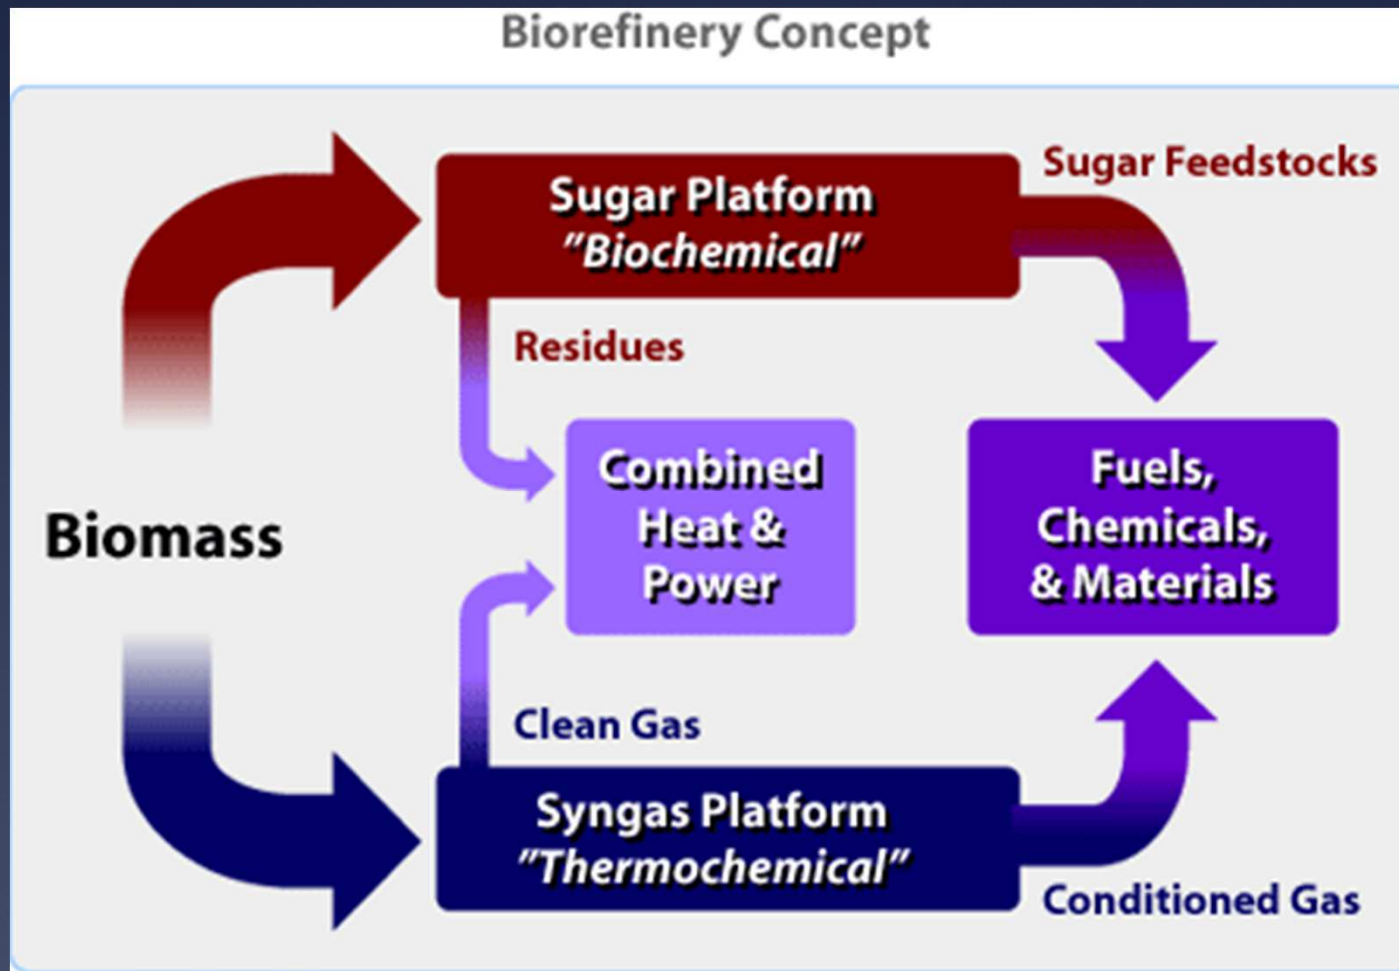 Biorefinery Concept
Sugar Feedstocks
Sugar Platform
"Biochemical"
Residues
Combined
Heat &
Power
Fuels,
Chemicals,
& Materials
Biomass
Clean Gas
Syngas Platform
"Thermochemical"
Conditioned Gas